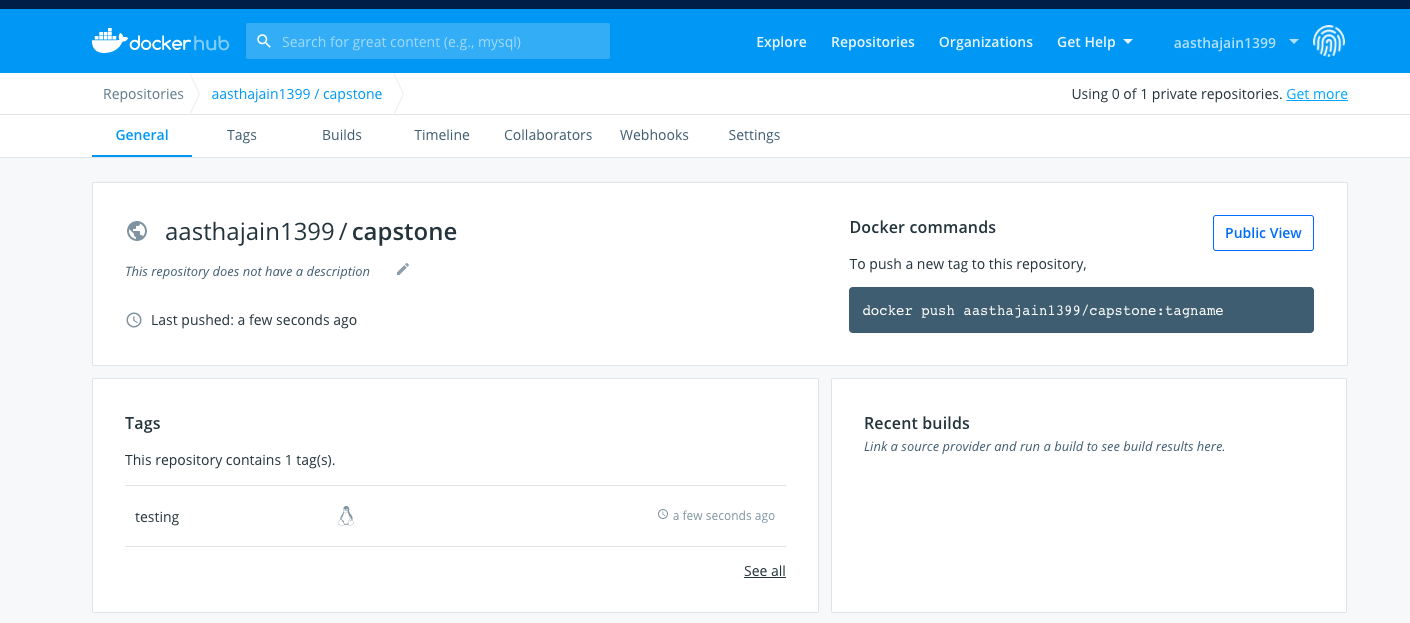 docker hub
Search for great content (e.g., mysql)
Explore
Repositories
Organizations
Get Help
aasthajain1399
Repositories
aasthajain1399 / capstone
Using 0 of 1 private repositories. Get more
General
Tags
Builds
Timeline
Collaborators
Webhooks
Settings
aasthajain1399 / capstone
This repository does not have a description
Last pushed: a few seconds ago
Docker commands
Public View
To push a new tag to this repository,
docker push aasthajain1399/capstone:tagname
Tags
This repository contains 1 tag(s).
testing
a few seconds ago
See all
Recent builds
Link a source provider and run a build to see build results here.